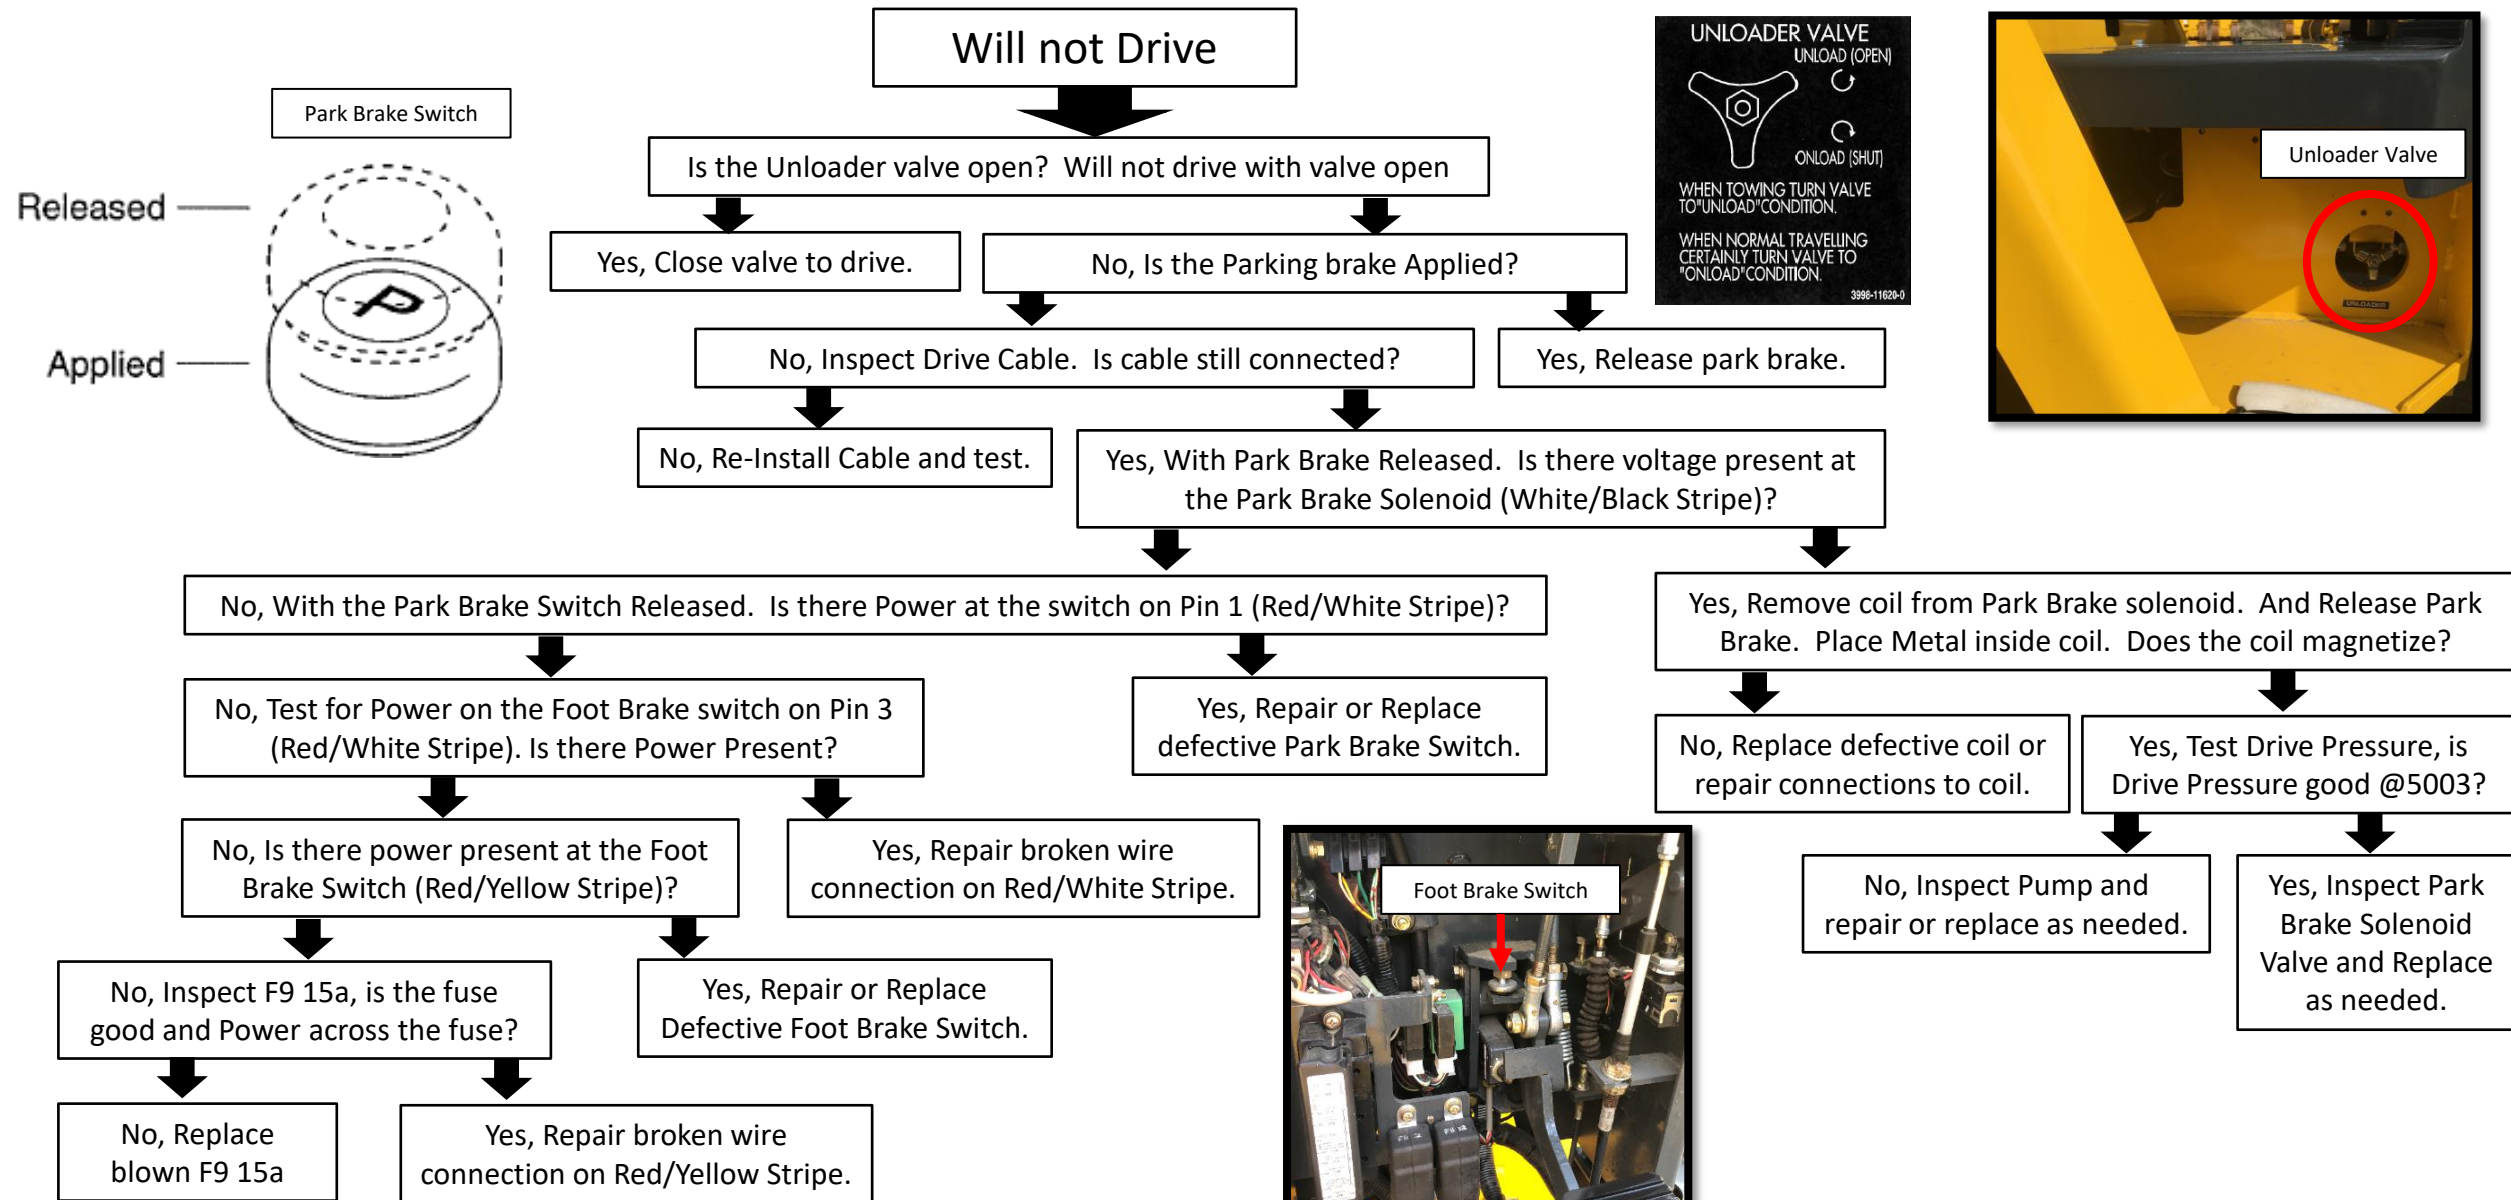 Will not Drive
Park Brake Switch
Released
Applied
P
UNLOADER VALVE
UNLOAD (OPEN)
ONLOAD (SHUT)
WHEN TOWING TURN VALVE
TO"UNLOAD"CONDITION.
WHEN NORMAL TRAVELLING
CERTAINLY TURN VALVE TO
"ONLOAD"CONDITION.
3998-11620-0
Unloader Valve
UNLOADER
Is the Unloader valve open?  Will not drive with valve open
Yes, Close valve to drive.
No, Is the Parking brake Applied?
No, Inspect Drive Cable.  Is cable still connected?
Yes, Release park brake.
No, Re-Install Cable and test.
Yes, With Park Brake Released.  Is there voltage present at
the Park Brake Solenoid (White/Black Stripe)?
No, With the Park Brake Switch Released.  Is there Power at the switch on Pin 1 (Red/White Stripe)?
Yes, Remove coil from Park Brake solenoid.  And Release Park
Brake.  Place Metal inside coil.  Does the coil magnetize?
No, Test for Power on the Foot Brake switch on Pin 3
(Red/White Stripe). Is there Power Present?
Yes, Repair or Replace
defective Park Brake Switch.
No, Replace defective coil or
repair connections to coil.
Yes, Test Drive Pressure, is
Drive Pressure good @5003?
No, Is there power present at the Foot
Brake Switch (Red/Yellow Stripe)?
Yes, Repair broken wire
connection on Red/White Stripe.
Foot Brake Switch
No, Inspect Pump and
repair or replace as needed.
Yes, Inspect Park
Brake Solenoid
Valve and Replace
as needed.
No, Inspect F9 15a, is the fuse
good and Power across the fuse?
Yes, Repair or Replace
Defective Foot Brake Switch.
No, Replace
blown F9 15a
Yes, Repair broken wire
connection on Red/Yellow Stripe.